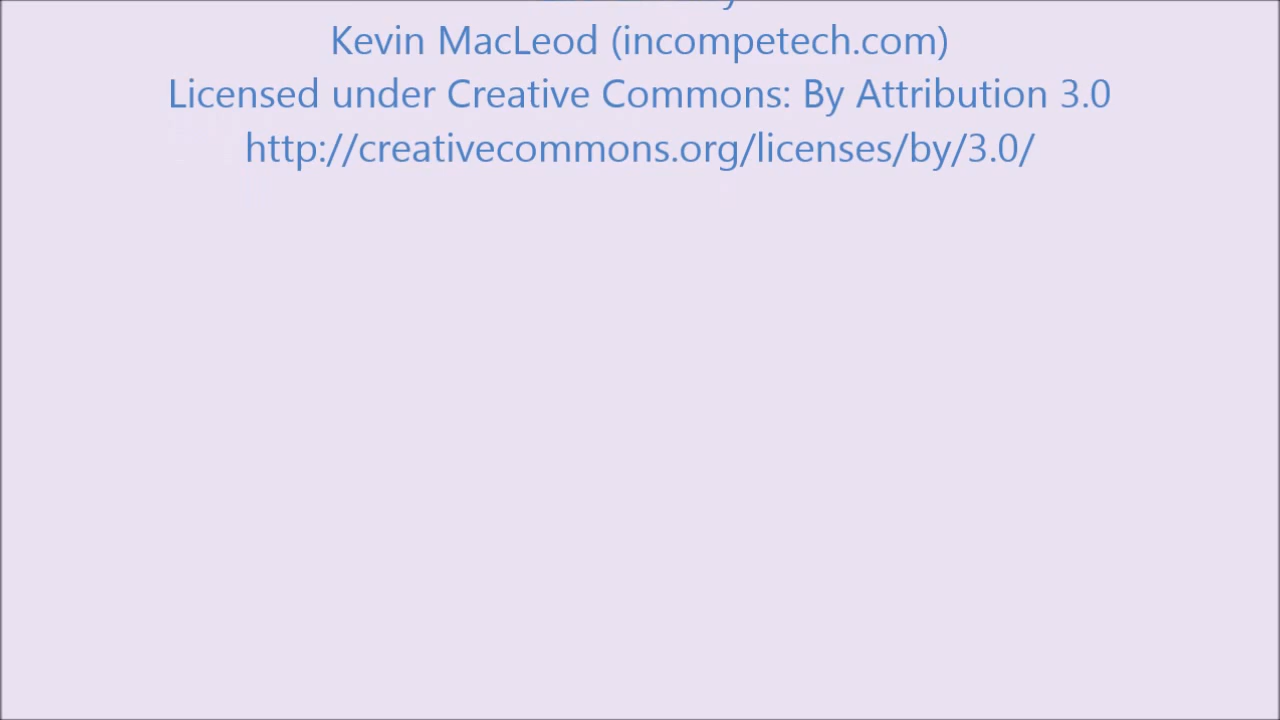 Kevin MacLeod (incompetech.com)
Licensed under Creative Commons: By Attribution 3.0
http://creativecommons.org/licenses/by/3.0/